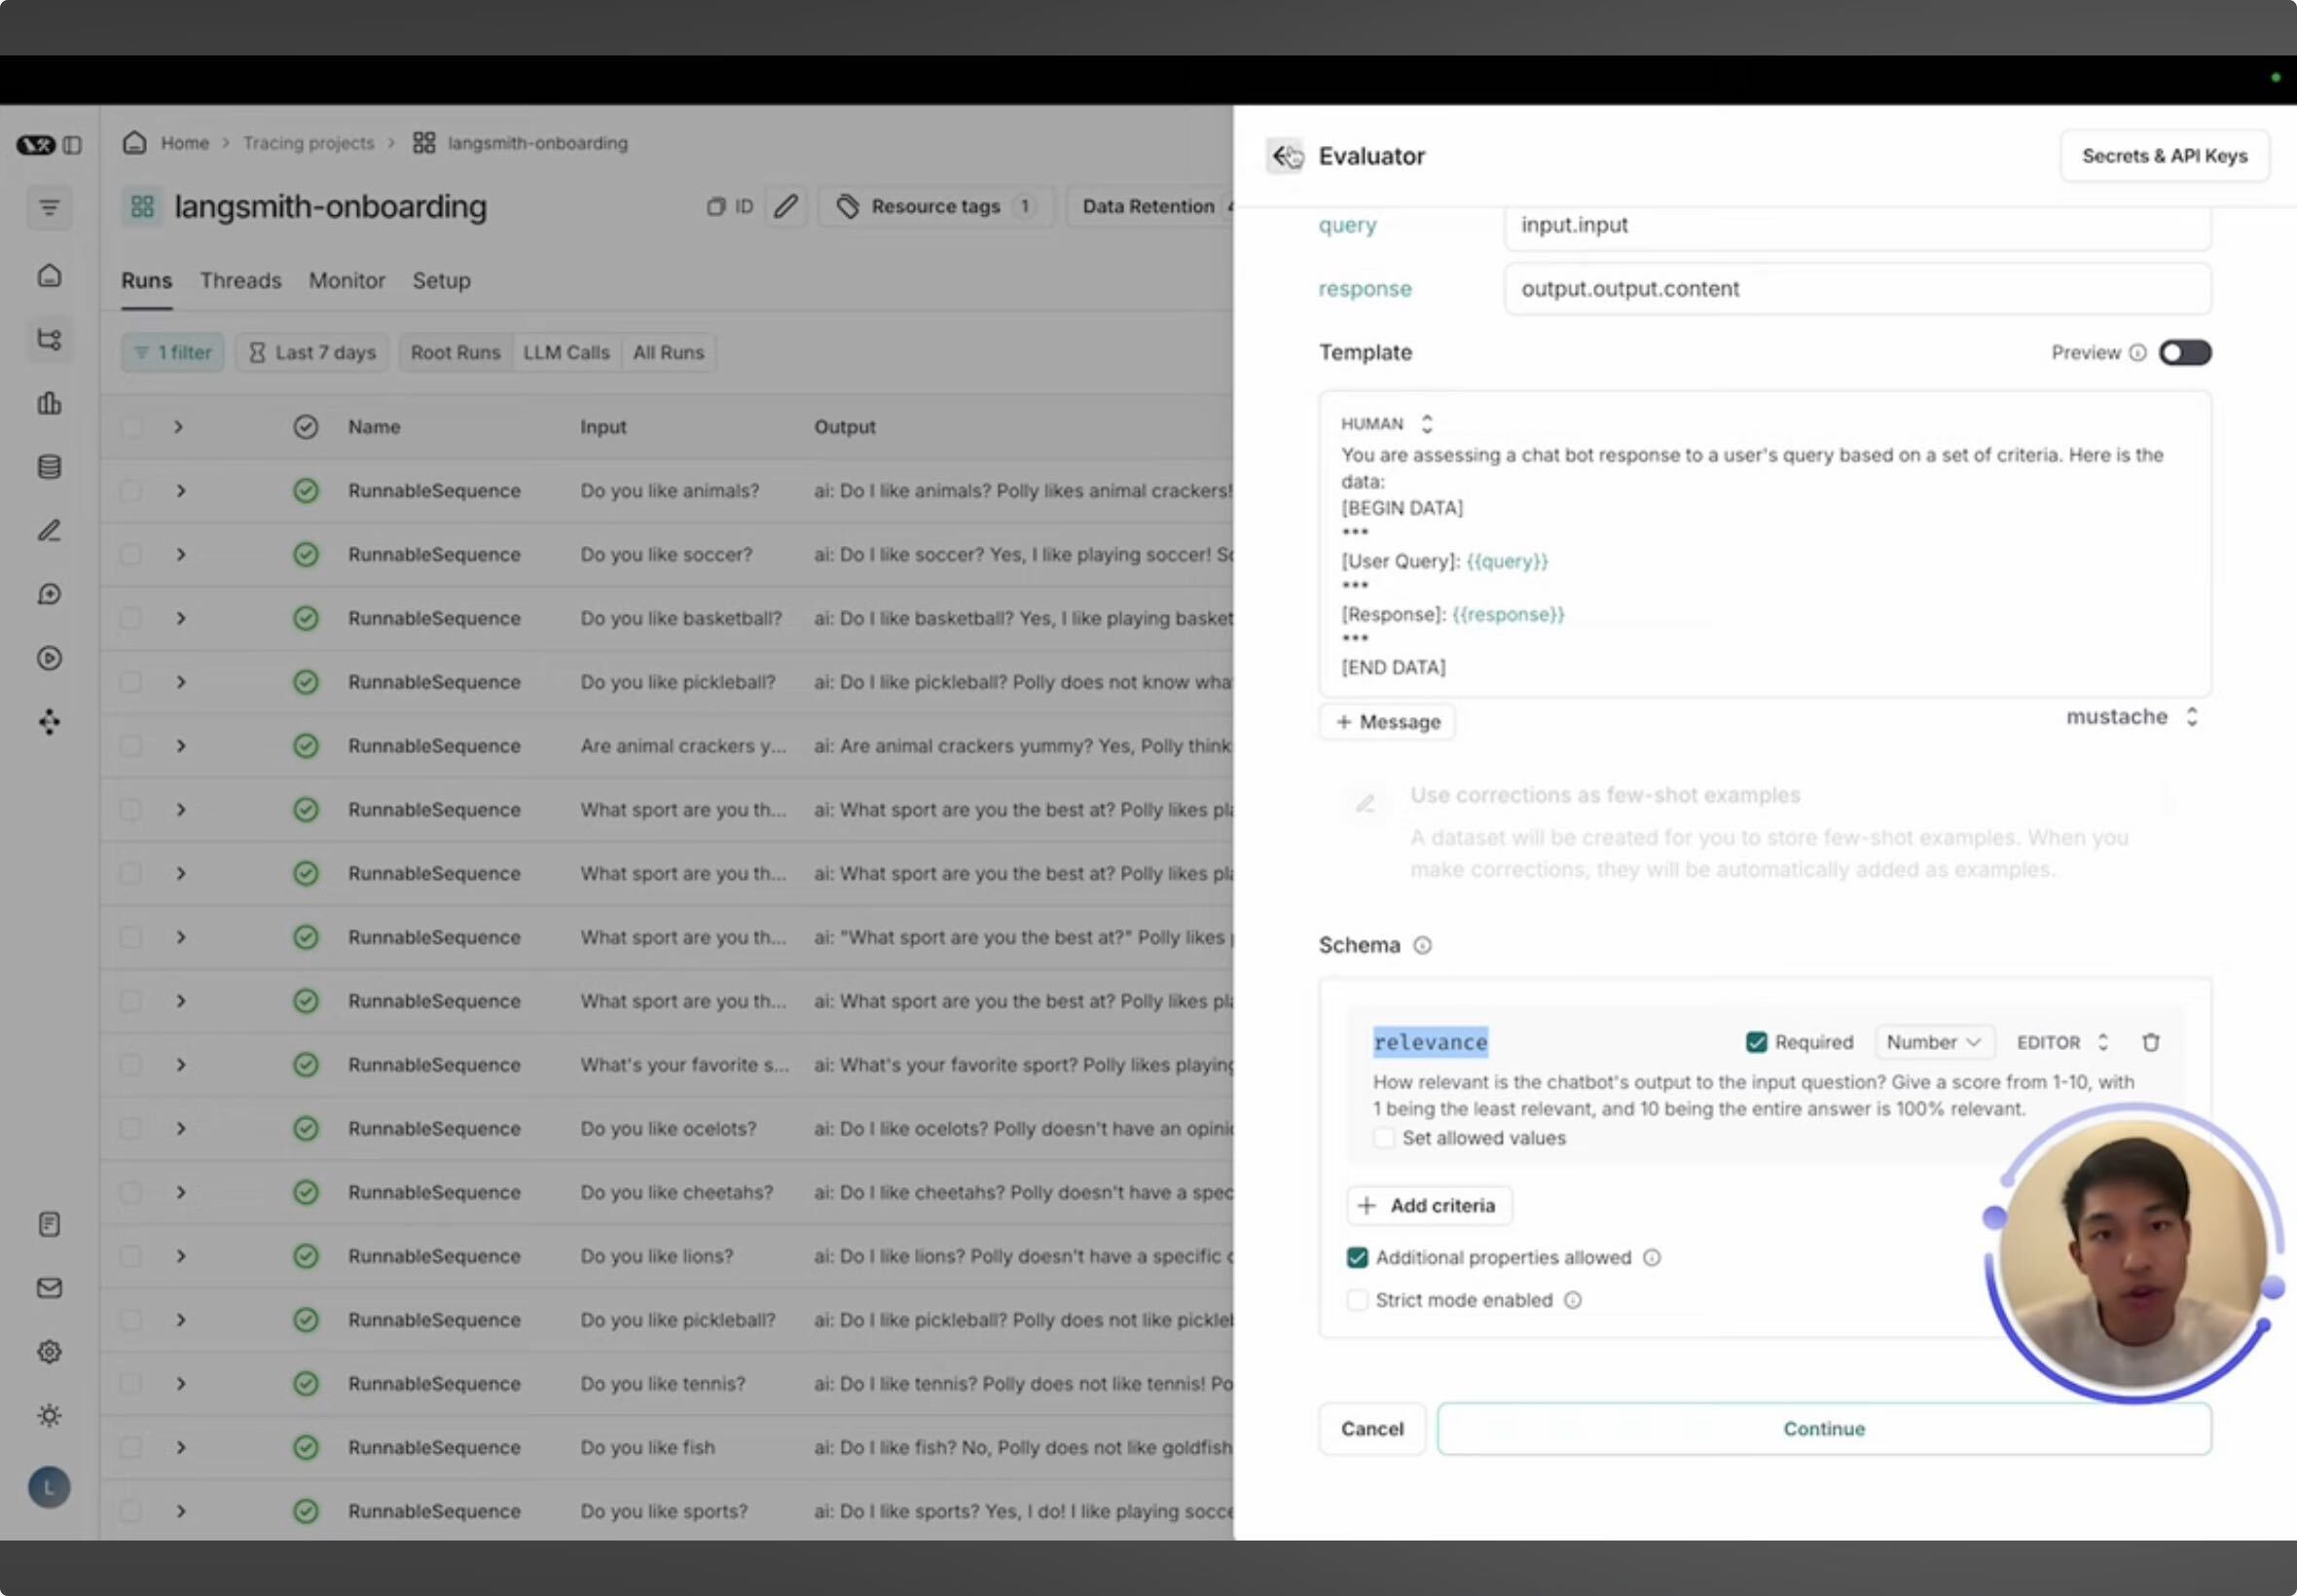 Home > Tracing projects > langsmith-onboarding
langsmith-onboarding
ID
Resource tags 1
Data Retention
Runs Threads Monitor Setup
1 filter
Last 7 days
Root Runs LLM Calls All Runs
Name Input Output
RunnableSequence Do you like animals? ai: Do I like animals? Polly likes animal crackers!
RunnableSequence Do you like soccer? ai: Do I like soccer? Yes, I like playing soccer!
RunnableSequence Do you like basketball? ai: Do I like basketball? Yes, I like playing basket
RunnableSequence Do you like pickleball? ai: Do I like pickleball? Polly does not know wha
RunnableSequence Are animal crackers y... ai: Are animal crackers yummy? Yes, Polly think
RunnableSequence What sport are you th... ai: What sport are you the best at? Polly likes pla
RunnableSequence What sport are you th... ai: What sport are you the best at? Polly likes pla
RunnableSequence What sport are you th... ai: "What sport are you the best at?" Polly likes
RunnableSequence What sport are you th... ai: What sport are you the best at? Polly likes pla
RunnableSequence What's your favorite s... ai: What's your favorite sport? Polly likes playing
RunnableSequence Do you like ocelots? ai: Do I like ocelots? Polly doesn't have an opini
RunnableSequence Do you like cheetahs? ai: Do I like cheetahs? Polly doesn't have a spec
RunnableSequence Do you like lions? ai: Do I like lions? Polly doesn't have a specific
RunnableSequence Do you like pickleball? ai: Do I like pickleball? Polly does not like pickle
RunnableSequence Do you like tennis? ai: Do I like tennis? Polly does not like tennis! Po
RunnableSequence Do you like fish ai: Do I like fish? No, Polly does not like goldfish
RunnableSequence Do you like sports? ai: Do I like sports? Yes, I do! I like playing socce
L
Evaluator
Secrets & API Keys
query input.input
response output.output.content
Template
Preview
HUMAN
You are assessing a chat bot response to a user's query based on a set of criteria. Here is the
data:
[BEGIN DATA]
***
[User Query]: {{query}}
***
[Response]: {{response}}
***
[END DATA]
+ Message
mustache
Use corrections as few-shot examples
A dataset will be created for you to store few-shot examples. When you
make corrections, they will be automatically added as examples.
Schema
relevance
Required
Number
EDITOR
How relevant is the chatbot's output to the input question? Give a score from 1-10, with
1 being the least relevant, and 10 being the entire answer is 100% relevant.
Set allowed values
+ Add criteria
Additional properties allowed
Strict mode enabled
Cancel
Continue